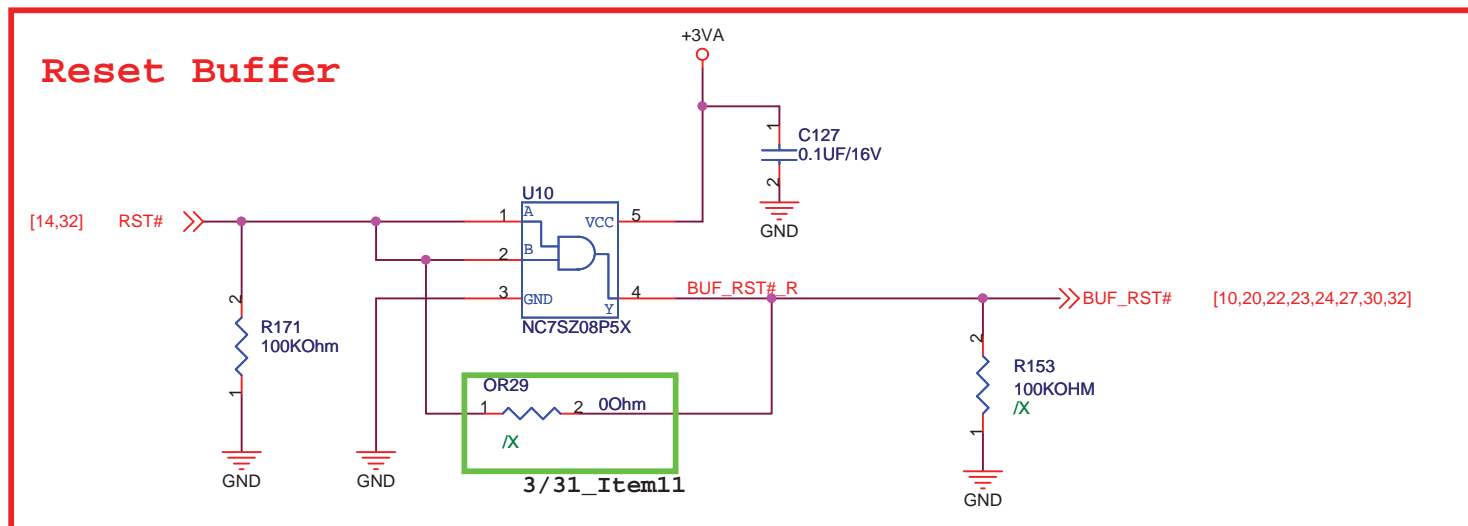 +3VA
Reset Buffer
1
C127
0.1UF/16V
2
GND
U10
[14,32] RST#
1 A VCC 5
2 B
3 GND Y 4
BUF_RST#_R
BUF_RST# [10,20,22,23,24,27,30,32]
NC7SZ08P5X
2
R171
100KOhm
1
GND
GND
OR29
1 2 0Ohm
/X
3/31_Item11
2
R153
100KOHM
/X
1
GND